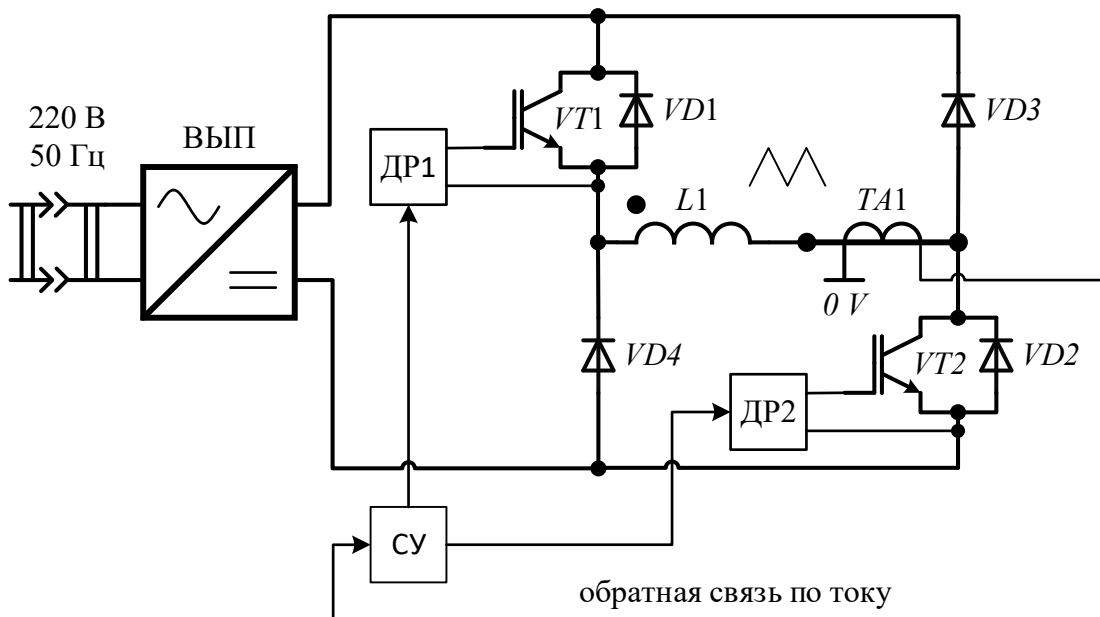 220 В
50 Гц
ВЫП
ДР1
VT1
VD1
VD3
L1
TA1
0 V
VD4
ДР2
VT2
VD2
СУ
обратная связь по току